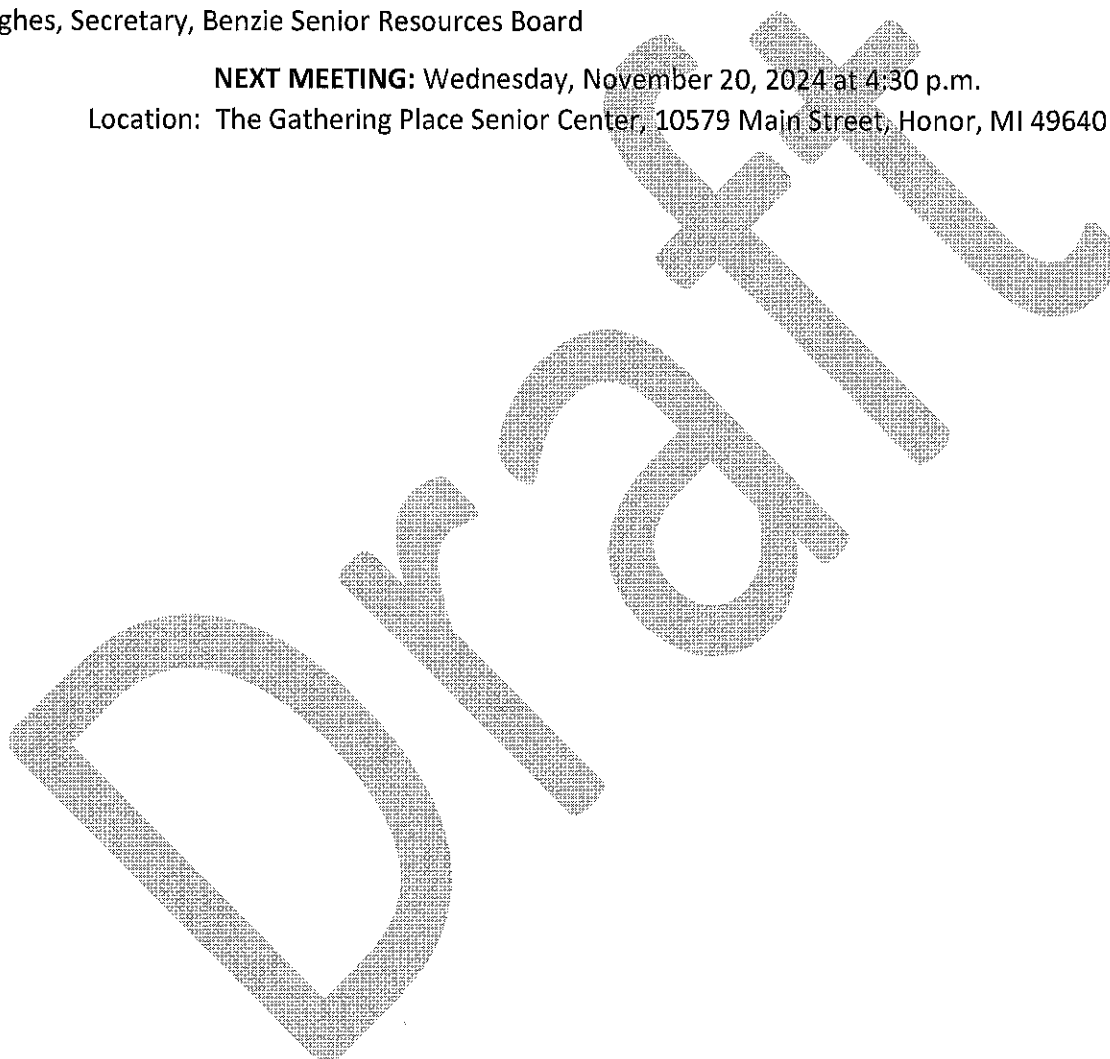 ghes, Secretary, Benzie Senior Resources Board
NEXT MEETING: Wednesday, November 20, 2024 at 4:30 p.m.
Location: The Gathering Place Senior Center, 10579 Main Street, Honor, MI 49640
Draft